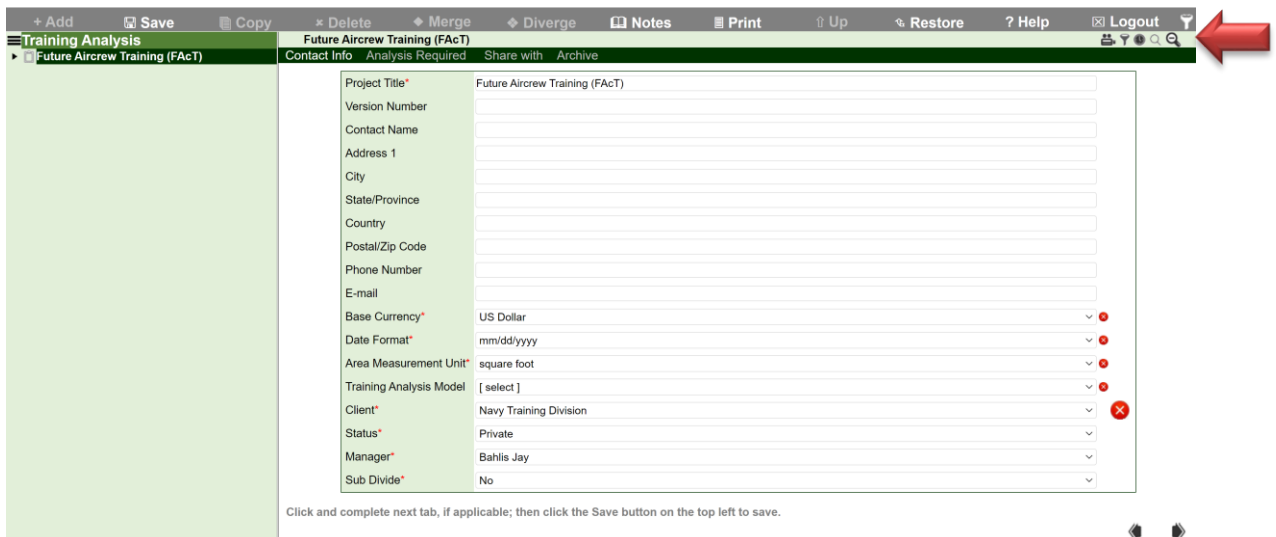 + Add Save Copy × Delete Merge Diverge Notes Print Up Restore ? Help Logout
Training Analysis
Future Aircrew Training (FAcT)
Future Aircrew Training (FAcT)
Contact Info Analysis Required Share with Archive
Project Title* Future Aircrew Training (FAcT)
Version Number
Contact Name
Address 1
City
State/Province
Country
Postal/Zip Code
Phone Number
E-mail
Base Currency* US Dollar
Date Format* mm/dd/yyyy
Area Measurement Unit* square foot
Training Analysis Model [ select ]
Client* Navy Training Division
Status* Private
Manager* Bahlis Jay
Sub Divide* No
Click and complete next tab, if applicable; then click the Save button on the top left to save.